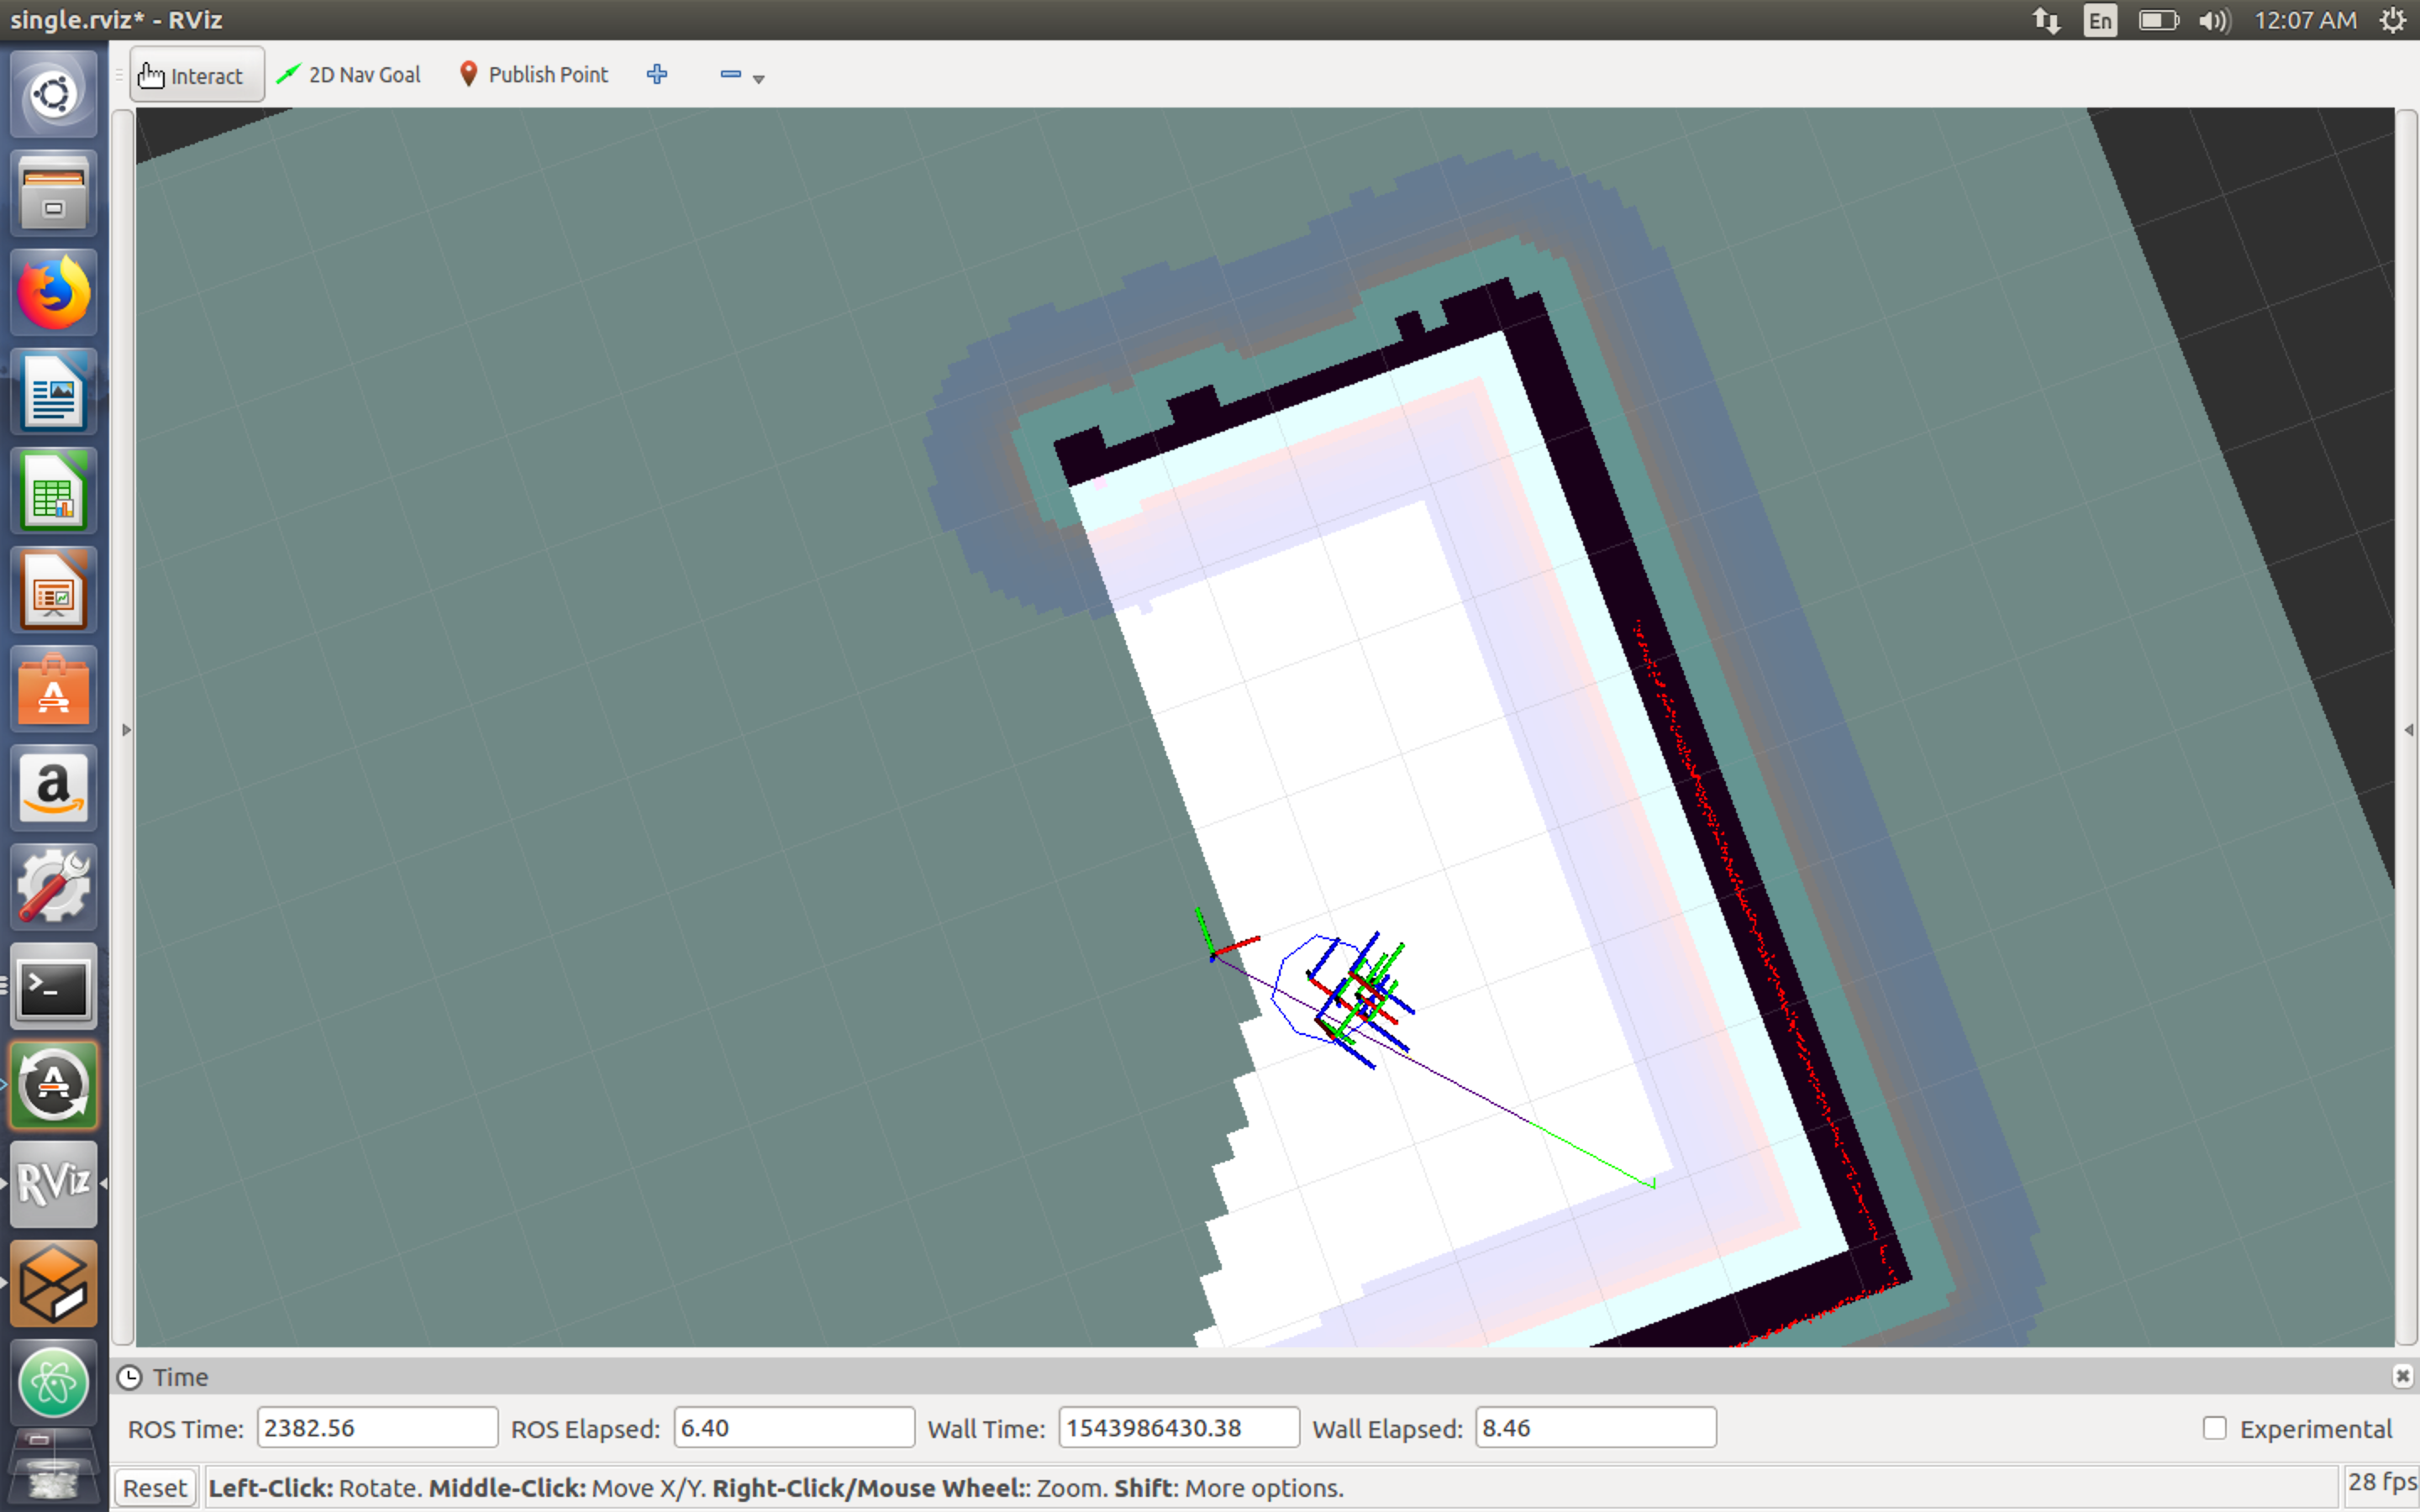 single.rviz* - RViz
En
12:07 AM
Interact
2D Nav Goal
Publish Point
RViz
Time
ROS Time: 2382.56 ROS Elapsed: 6.40 Wall Time: 1543986430.38 Wall Elapsed: 8.46 Experimental
Reset Left-Click: Rotate. Middle-Click: Move X/Y. Right-Click/Mouse Wheel:: Zoom. Shift: More options. 28 fps